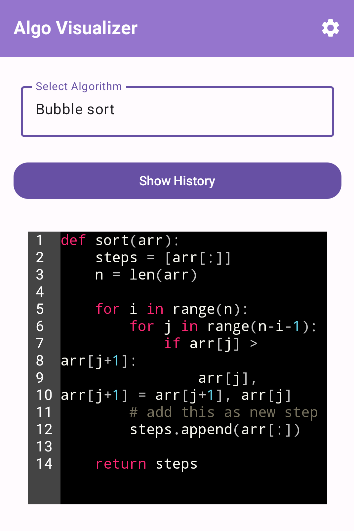 Algo Visualizer
Select Algorithm
Bubble sort
Show History
1 def sort(arr):
2     steps = [arr[:]]
3     n = len(arr)
4
5     for i in range(n):
6         for j in range(n-i-1):
7             if arr[j] >
8 arr[j+1]:
9                 arr[j],
10 arr[j+1] = arr[j+1], arr[j]
11         # add this as new step
12         steps.append(arr[:])
13
14     return steps